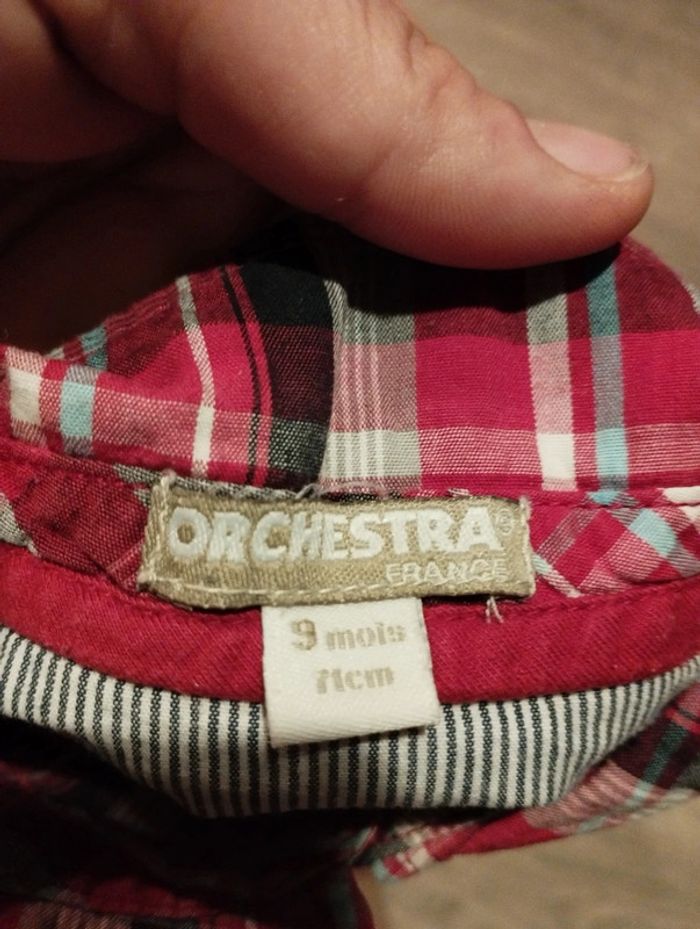 ORCHESTRA®
FRANCE
9 mois
71cm